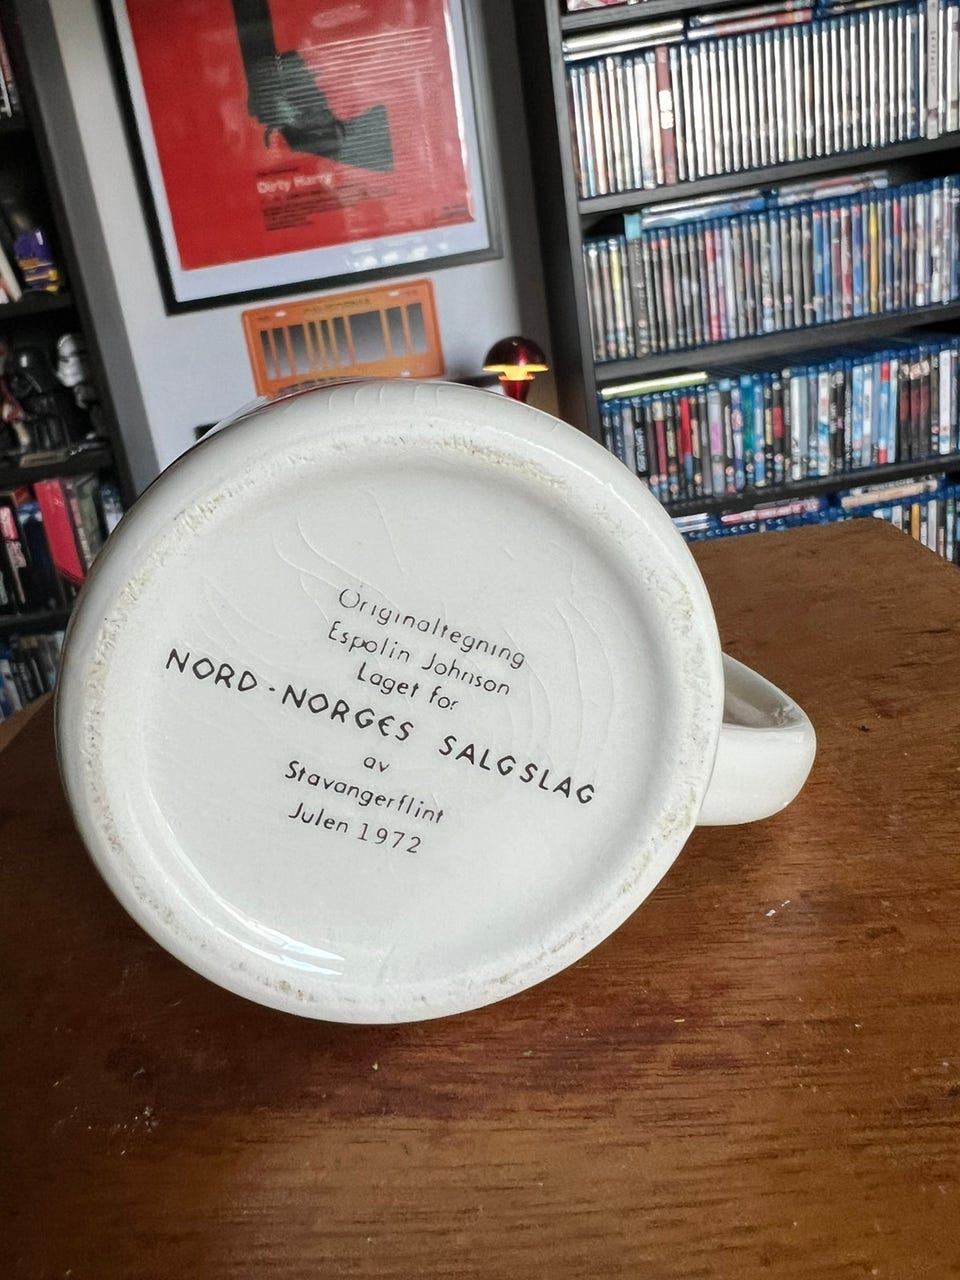 Dirty Harry
Originaltegning
Espolin Johnson
Laget for
NORD-NORGES SALGSLAG
av
Stavangerflint
Julen 1972